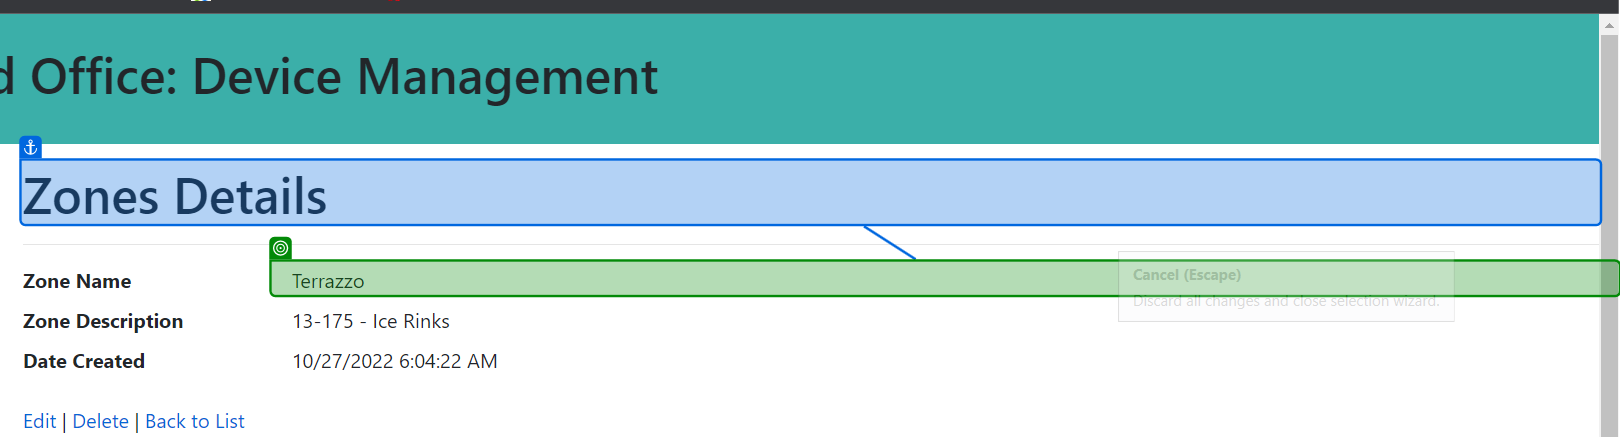 d Office: Device Management
Zones Details
Zone Name Terrazzo
Cancel (Escape)
Discard all changes and close selection wizard.
Zone Description 13-175 - Ice Rinks
Date Created 10/27/2022 6:04:22 AM
Edit | Delete | Back to List